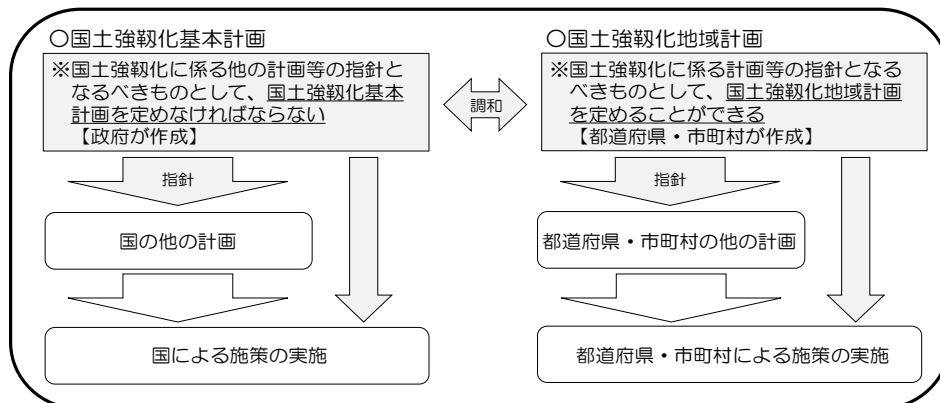 〇国土強靱化基本計画
※国土強靱化に係る他の計画等の指針と
なるべきものとして、国土強靱化基本
計画を定めなければならない
【政府が作成】
指針
国の他の計画
国による施策の実施
調和
〇国土強靱化地域計画
※国土強靱化に係る計画等の指針となる
べきものとして、国土強靱化地域計画
を定めることができる
【都道府県・市町村が作成】
指針
都道府県・市町村の他の計画
都道府県・市町村による施策の実施